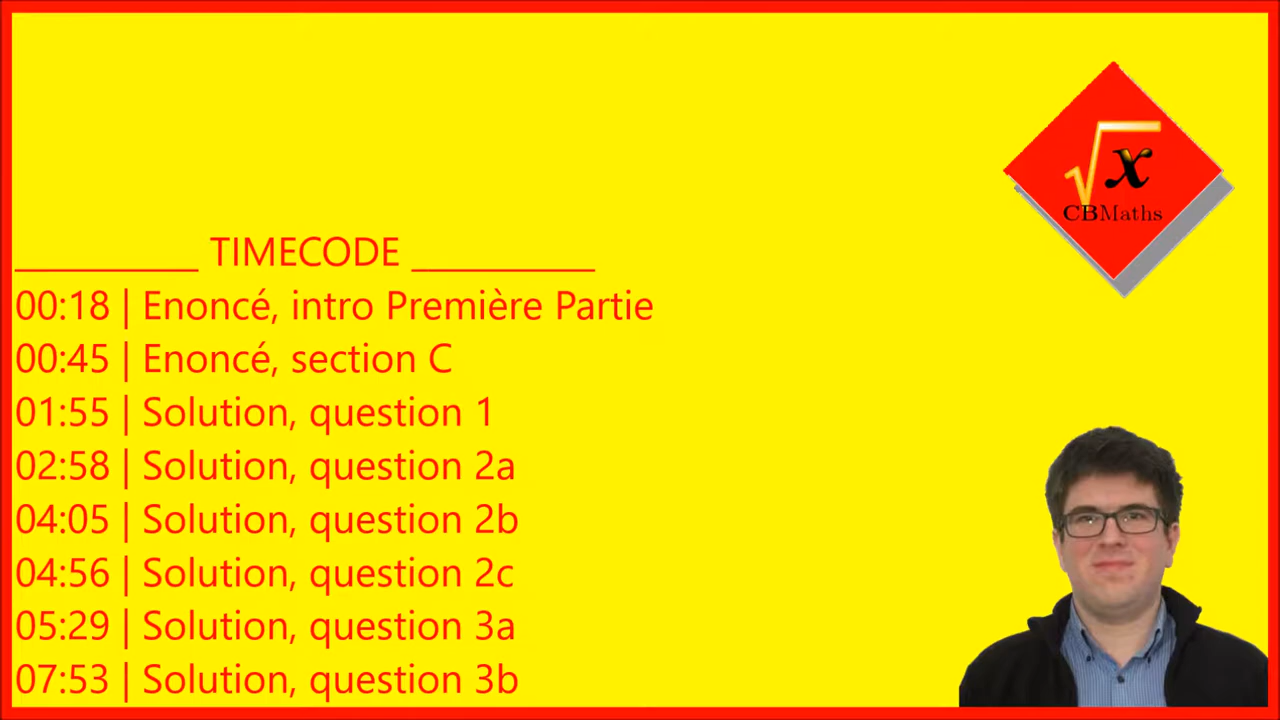 __________ TIMECODE __________
00:18 | Enoncé, intro Première Partie
00:45 | Enoncé, section C
01:55 | Solution, question 1
02:58 | Solution, question 2a
04:05 | Solution, question 2b
04:56 | Solution, question 2c
05:29 | Solution, question 3a
07:53 | Solution, question 3b
√x
CBMaths